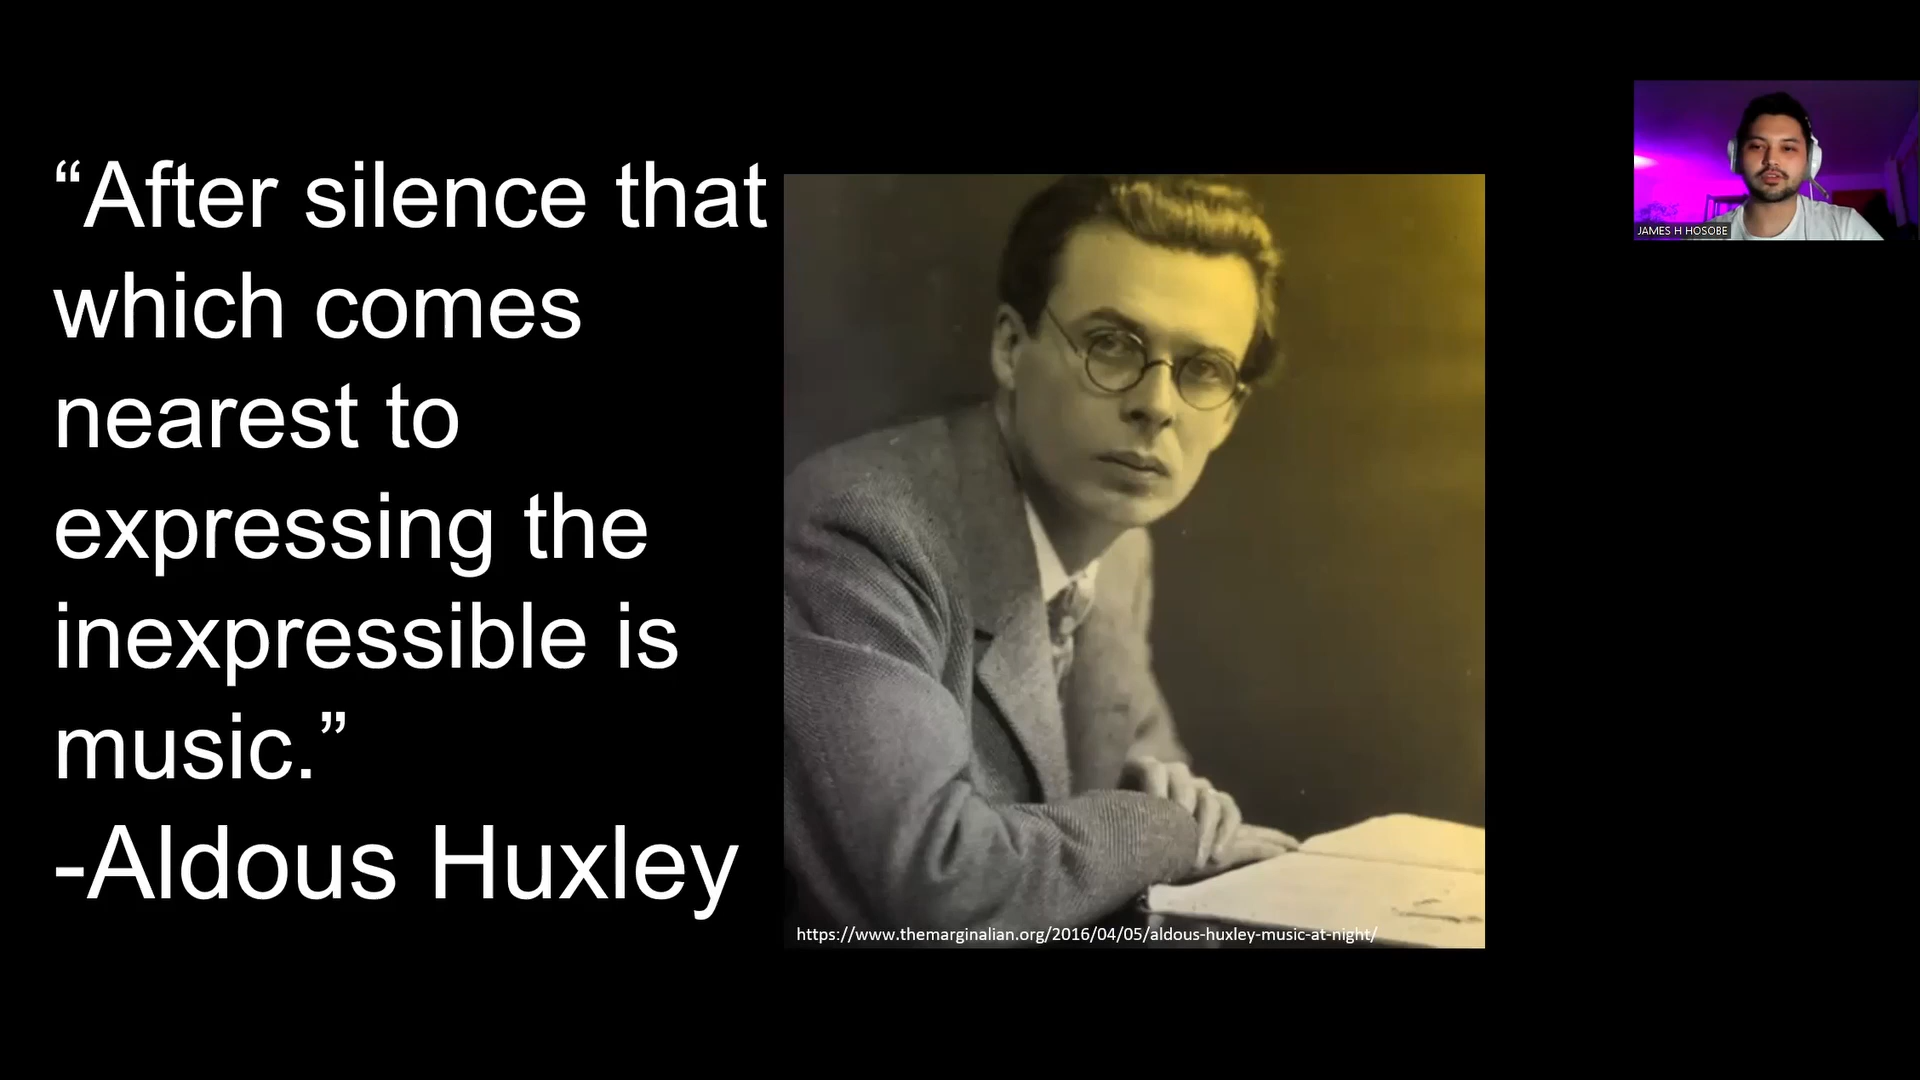 “After silence that
which comes
nearest to
expressing the
inexpressible is
music.”
-Aldous Huxley
https://www.themarginalian.org/2016/04/05/aldous-huxley-music-at-night/
JAMES H HOSOBE